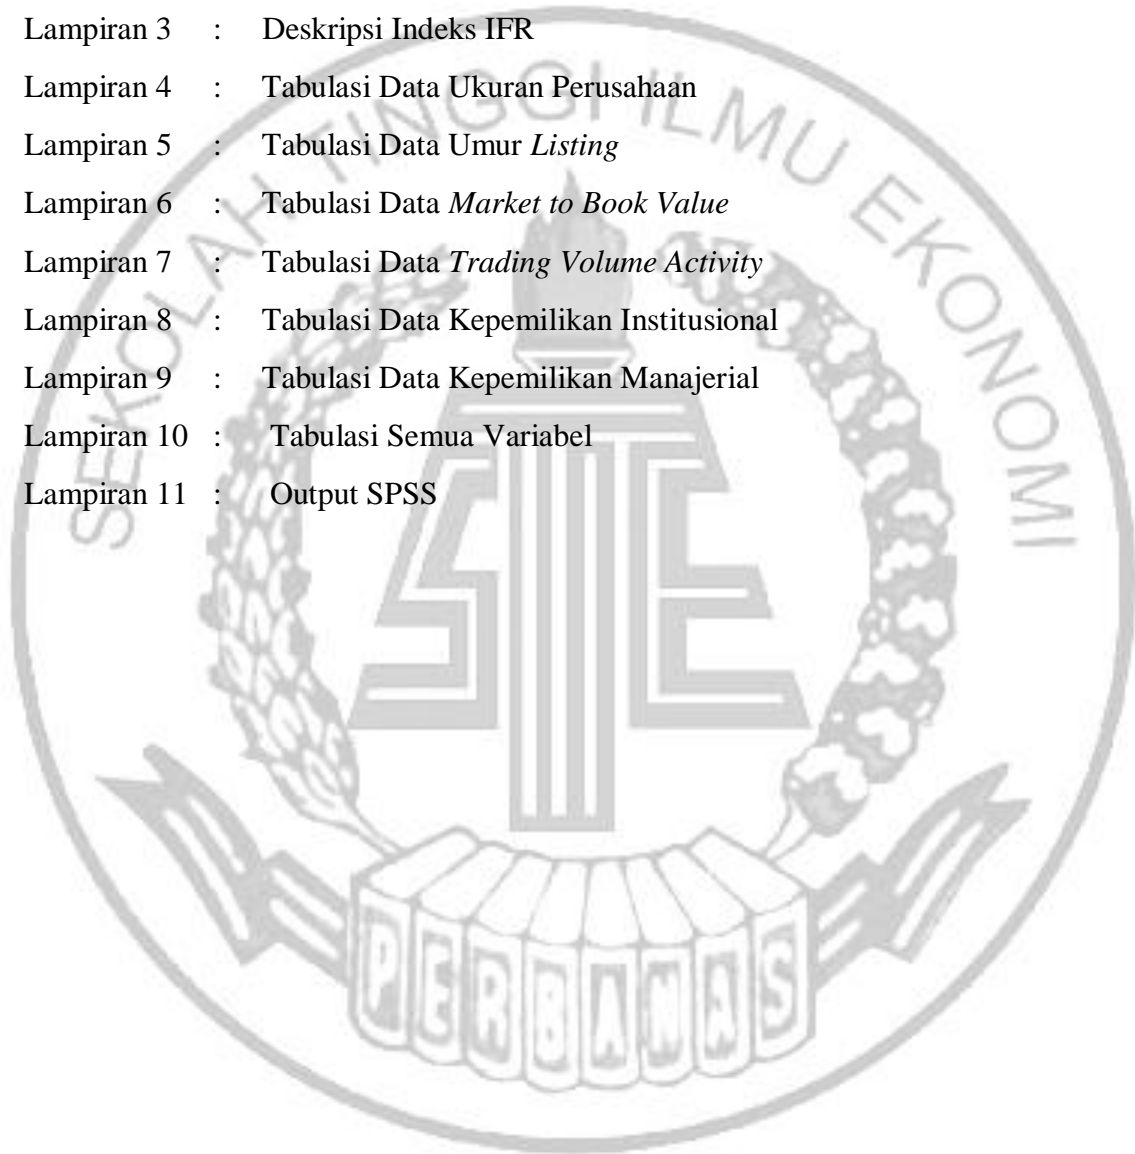 Lampiran 3 : Deskripsi Indeks IFR
Lampiran 4 : Tabulasi Data Ukuran Perusahaan
Lampiran 5 : Tabulasi Data Umur Listing
Lampiran 6 : Tabulasi Data Market to Book Value
Lampiran 7 : Tabulasi Data Trading Volume Activity
Lampiran 8 : Tabulasi Data Kepemilikan Institusional
Lampiran 9 : Tabulasi Data Kepemilikan Manajerial
Lampiran 10 : Tabulasi Semua Variabel
Lampiran 11 : Output SPSS
SEKOLAH TINGGI ILMU EKONOMI
STIE
PERBANAS